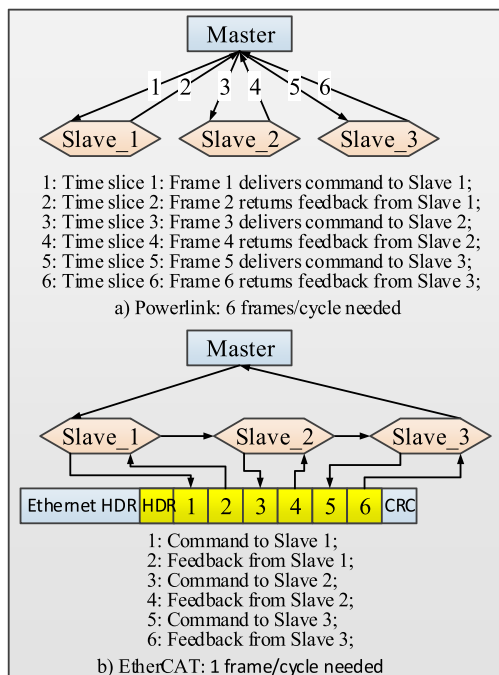 Master
1 2 3 4 5 6
Slave_1 Slave_2 Slave_3
1: Time slice 1: Frame 1 delivers command to Slave 1;
2: Time slice 2: Frame 2 returns feedback from Slave 1;
3: Time slice 3: Frame 3 delivers command to Slave 2;
4: Time slice 4: Frame 4 returns feedback from Slave 2;
5: Time slice 5: Frame 5 delivers command to Slave 3;
6: Time slice 6: Frame 6 returns feedback from Slave 3;
a) Powerlink: 6 frames/cycle needed
Master
Slave_1 Slave_2 Slave_3
Ethernet HDR HDR 1 2 3 4 5 6 CRC
1: Command to Slave 1;
2: Feedback from Slave 1;
3: Command to Slave 2;
4: Feedback from Slave 2;
5: Command to Slave 3;
6: Feedback from Slave 3;
b) EtherCAT: 1 frame/cycle needed